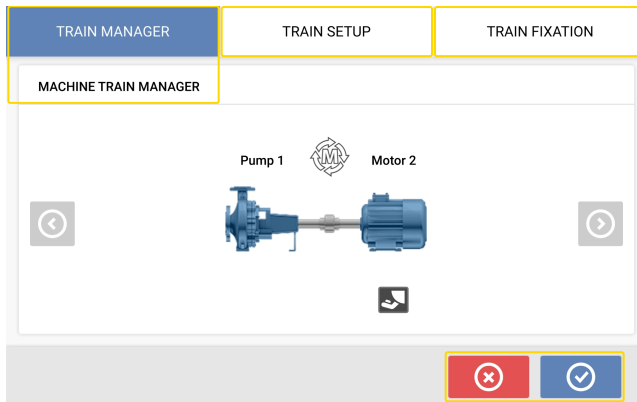 TRAIN MANAGER
TRAIN SETUP
TRAIN FIXATION
MACHINE TRAIN MANAGER
Pump 1
M
Motor 2